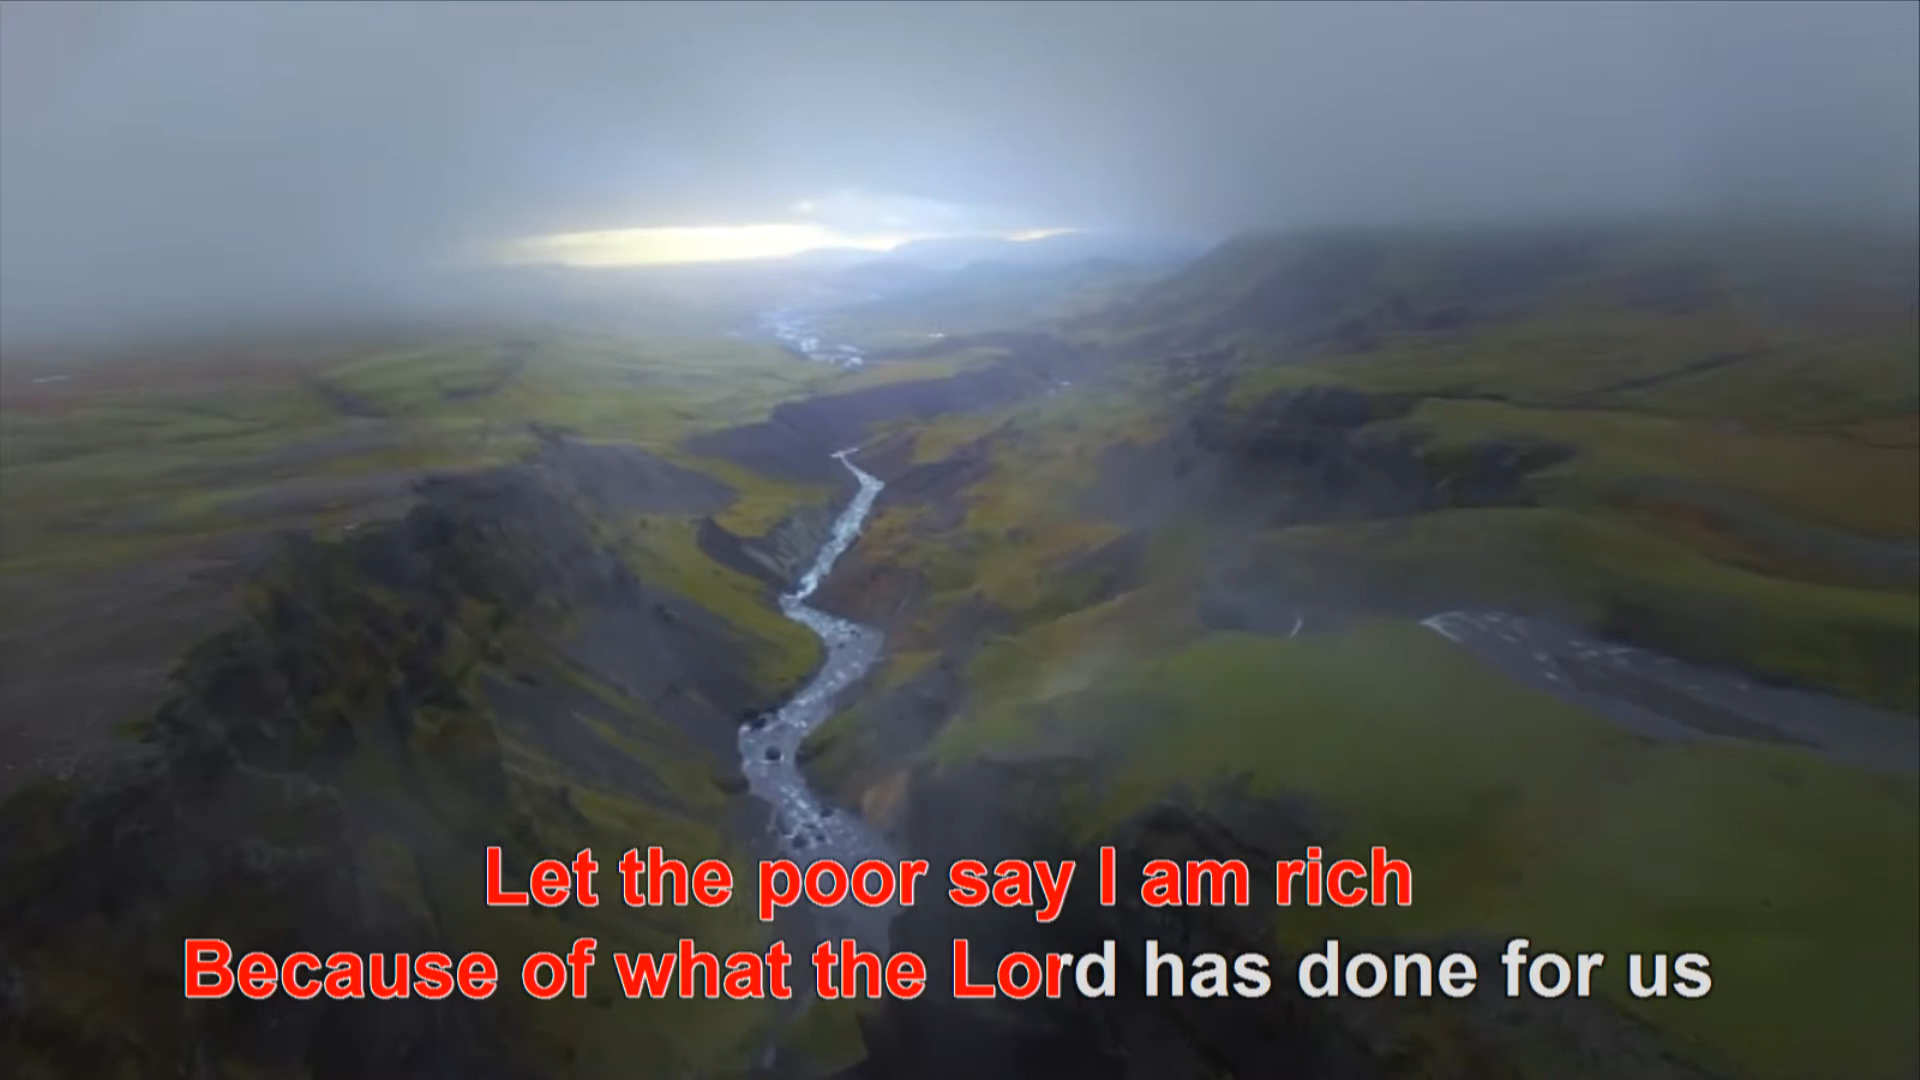 Let the poor say I am rich
Because of what the Lord has done for us